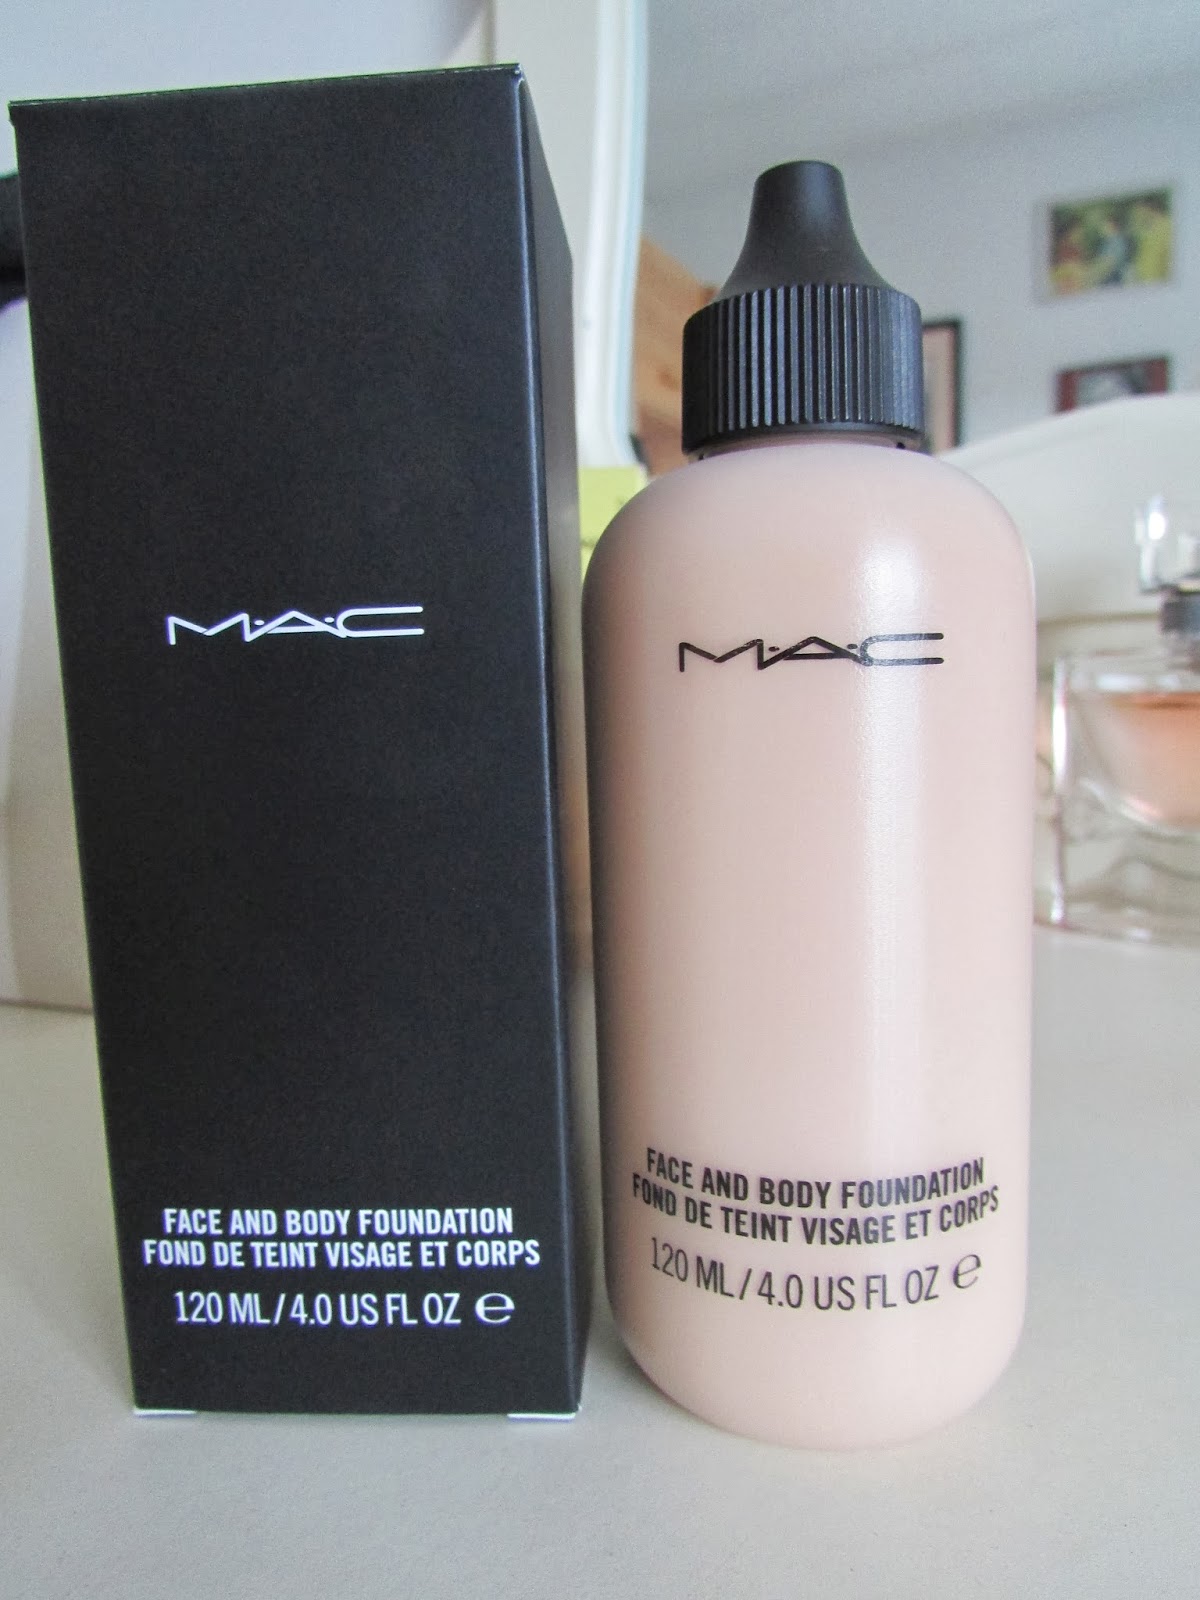 M·A·C
FACE AND BODY FOUNDATION
FOND DE TEINT VISAGE ET CORPS
120 ML / 4.0 US FL OZ ℮
M·A·C
FACE AND BODY FOUNDATION
FOND DE TEINT VISAGE ET CORPS
120 ML / 4.0 US FL OZ ℮